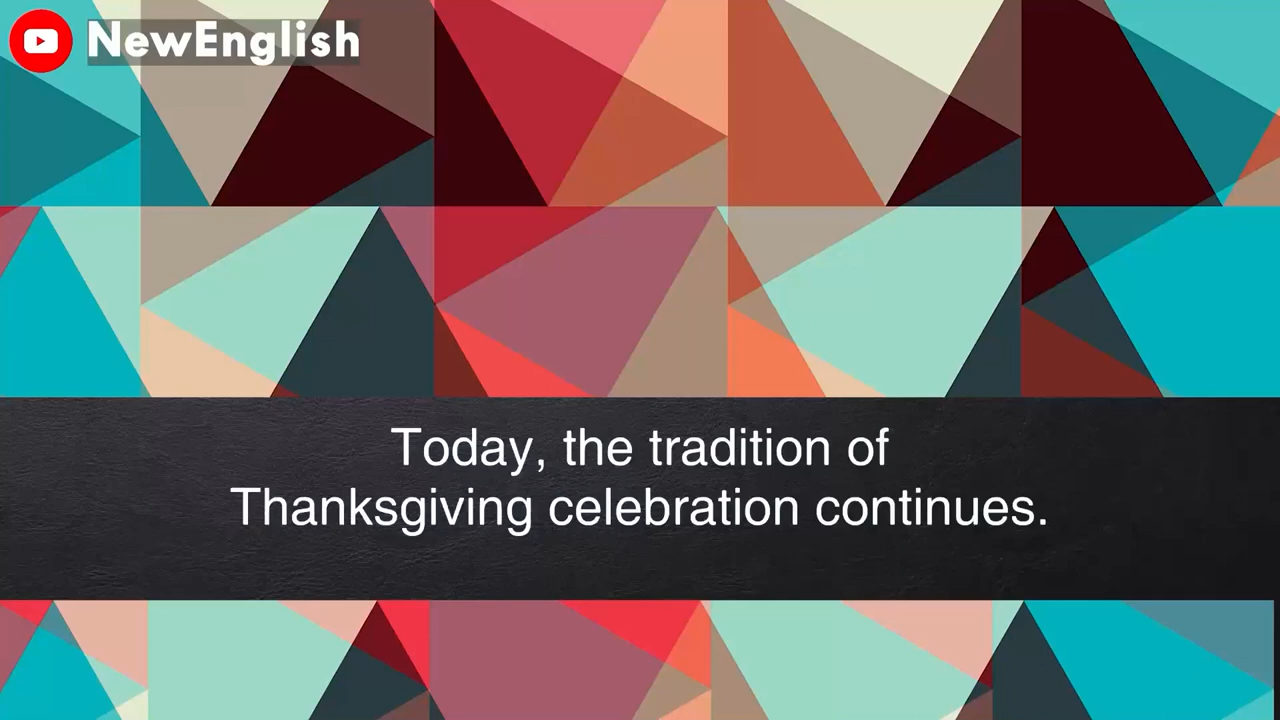 NewEnglish
Today, the tradition of
Thanksgiving celebration continues.